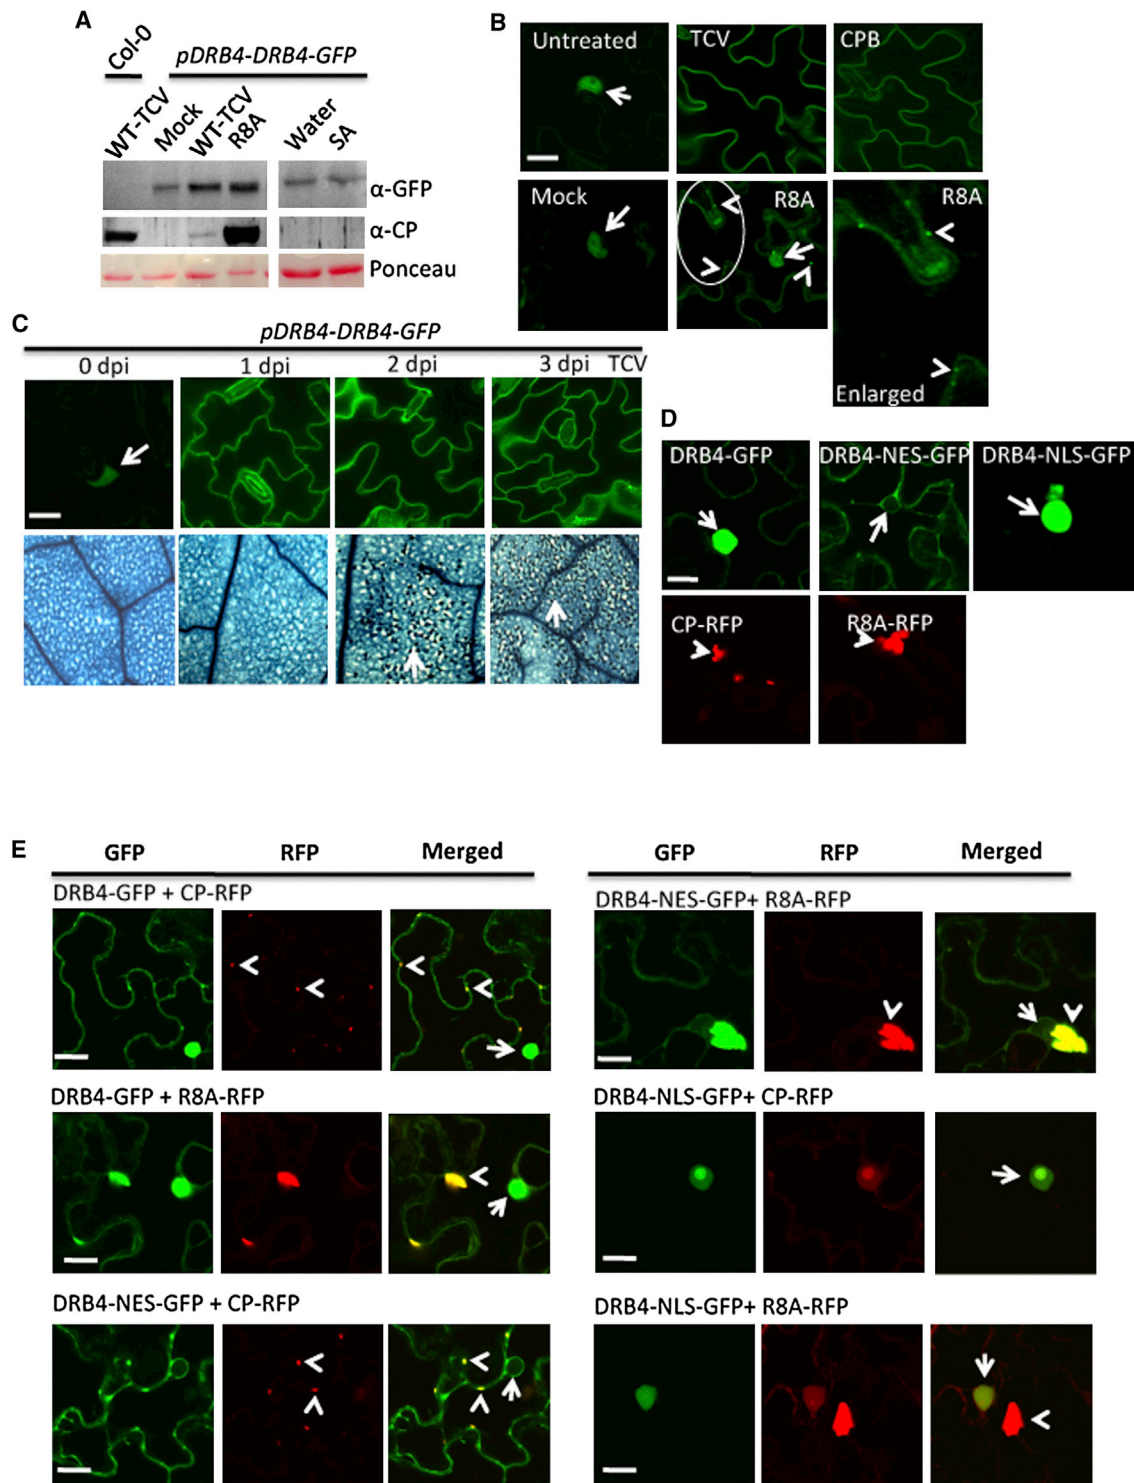 A
Col-0
pDRB4-DRB4-GFP
WT-TCV
Mock
WT-TCV
R8A
Water
SA
α-GFP
α-CP
Ponceau
B
Untreated
TCV
CPB
Mock
R8A
R8A
Enlarged
C
pDRB4-DRB4-GFP
0 dpi 1 dpi 2 dpi 3 dpi TCV
D
DRB4-GFP
DRB4-NES-GFP
DRB4-NLS-GFP
CP-RFP
R8A-RFP
E
GFP RFP Merged
DRB4-GFP + CP-RFP
DRB4-GFP + R8A-RFP
DRB4-NES-GFP + CP-RFP
GFP RFP Merged
DRB4-NES-GFP+ R8A-RFP
DRB4-NLS-GFP+ CP-RFP
DRB4-NLS-GFP+ R8A-RFP